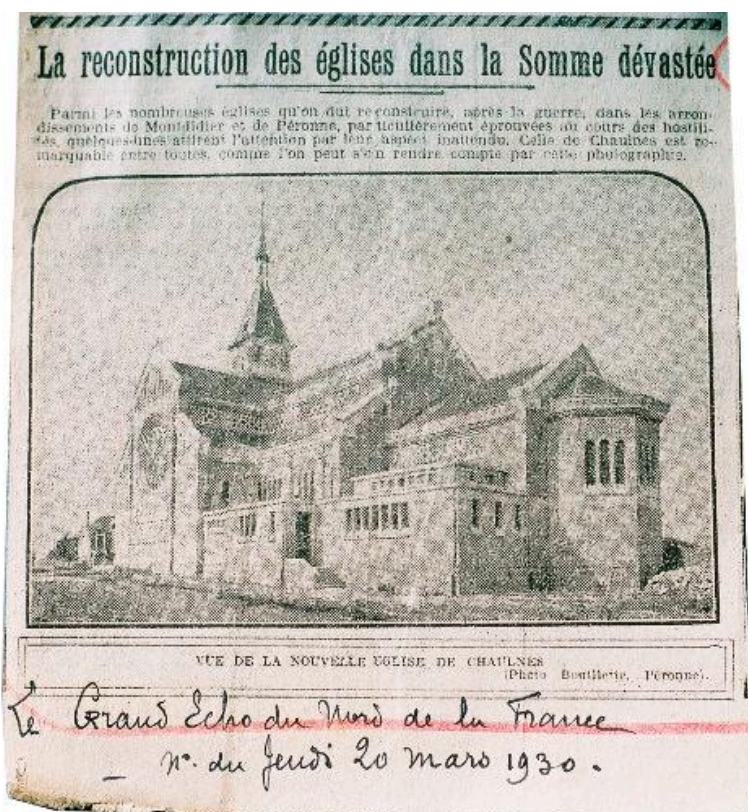 La reconstruction des églises dans la Somme dévastée
Parmi les nombreuses églises qu'on dut reconstruire, après la guerre, dans les arron-
dissements de Montdidier et de Péronne, particulièrement éprouvées au cours des hostili-
tés, quelques-unes attirent l'attention par leur aspect inattendu. Celle de Chaulnes est re-
marquable entre toutes, comme l'on peut s'en rendre compte par cette photographie.
VUE DE LA NOUVELLE EGLISE DE CHAULNES
(Photo Péronne).
Le Grand Echo du Nord de la France
— n°. du Jeudi 20 mars 1930.